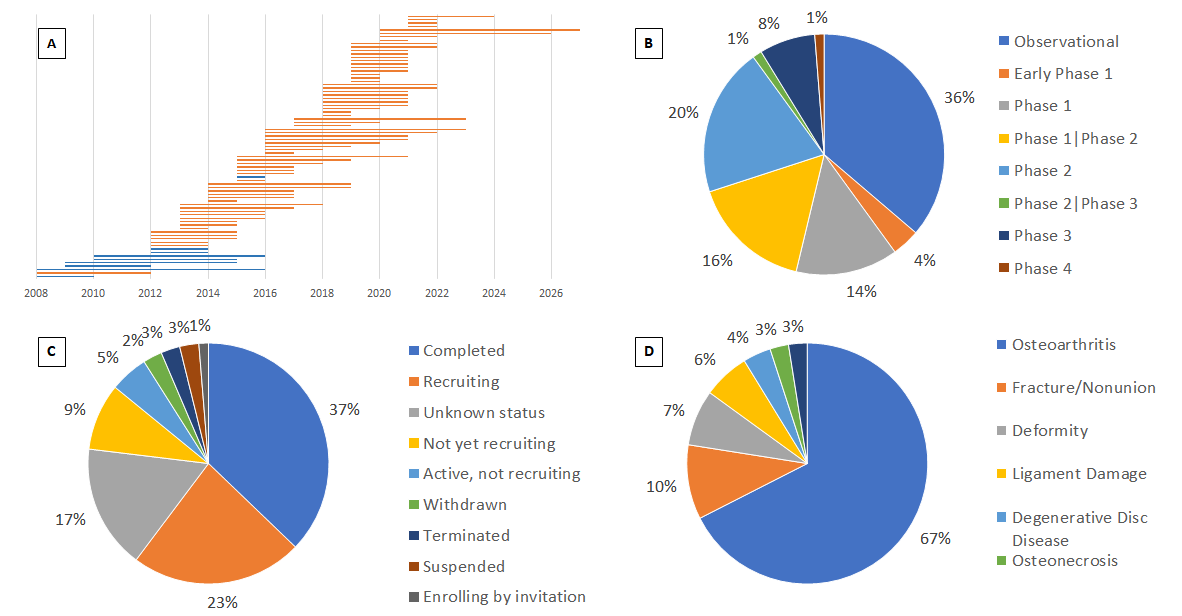 A
2008 2010 2012 2014 2016 2018 2020 2022 2024 2026
B
1%
8%
1%
36%
20%
16%
4%
14%
Observational
Early Phase 1
Phase 1
Phase 1|Phase 2
Phase 2
Phase 2|Phase 3
Phase 3
Phase 4
C
1%
3%
3%
2%
5%
9%
37%
17%
23%
Completed
Recruiting
Unknown status
Not yet recruiting
Active, not recruiting
Withdrawn
Terminated
Suspended
Enrolling by invitation
D
3%
3%
4%
6%
7%
10%
67%
Osteoarthritis
Fracture/Nonunion
Deformity
Ligament Damage
Degenerative Disc
Disease
Osteonecrosis